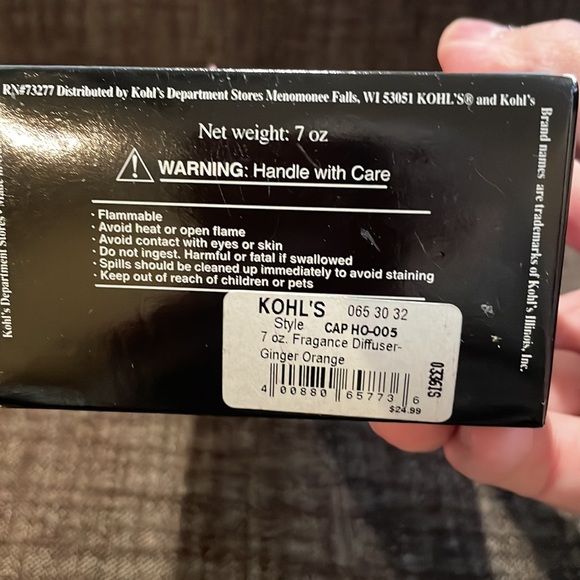 RN#73277 Distributed by Kohl's Department Stores Menomonee Falls, WI 53051 KOHL'S® and Kohl's
Brand names are trademarks of Kohl's Illinois, Inc.
Kohl's Department Stores
Net weight: 7 oz
WARNING: Handle with Care
· Flammable
· Avoid heat or open flame
· Avoid contact with eyes or skin
· Do not ingest. Harmful or fatal if swallowed
· Spills should be cleaned up immediately to avoid staining
· Keep out of reach of children or pets
KOHL'S 065 30 32
Style CAP HO-005
7 oz. Fragance Diffuser-
Ginger Orange
4 00880 65773 6
$24.99